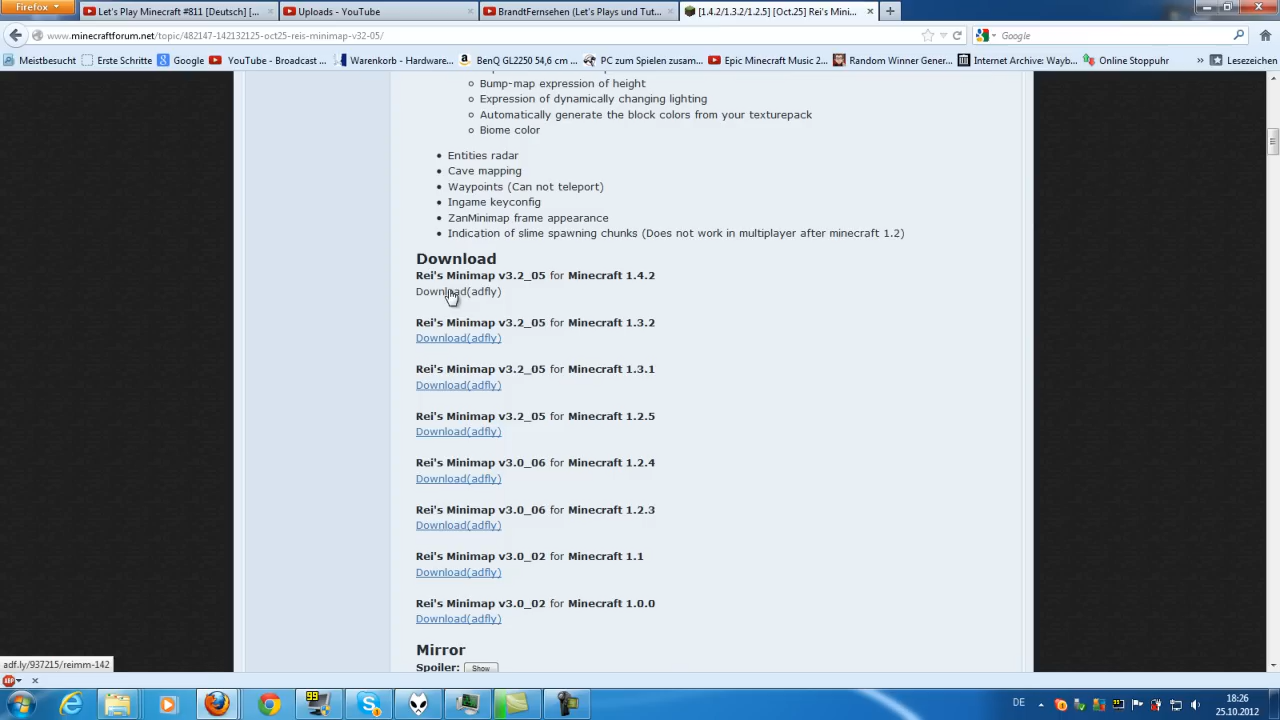 Firefox
Let's Play Minecraft #811 [Deutsch] [...
Uploads - YouTube
BrandtFernsehen (Let's Plays und Tut...
[1.4.2/1.3.2/1.2.5] [Oct.25] Rei's Mini...
www.minecraftforum.net/topic/482147-142132125-oct25-reis-minimap-v32-05/
Google
Meistbesucht
Erste Schritte
Google
YouTube - Broadcast ...
Warenkorb - Hardware...
BenQ GL2250 54,6 cm ...
PC zum Spielen zusam...
Epic Minecraft Music 2...
Random Winner Gener...
Internet Archive: Wayb...
Online Stoppuhr
Lesezeichen
Bump-map expression of height
Expression of dynamically changing lighting
Automatically generate the block colors from your texturepack
Biome color
Entities radar
Cave mapping
Waypoints (Can not teleport)
Ingame keyconfig
ZanMinimap frame appearance
Indication of slime spawning chunks (Does not work in multiplayer after minecraft 1.2)
Download
Rei's Minimap v3.2_05 for Minecraft 1.4.2
Download(adfly)
Rei's Minimap v3.2_05 for Minecraft 1.3.2
Download(adfly)
Rei's Minimap v3.2_05 for Minecraft 1.3.1
Download(adfly)
Rei's Minimap v3.2_05 for Minecraft 1.2.5
Download(adfly)
Rei's Minimap v3.0_06 for Minecraft 1.2.4
Download(adfly)
Rei's Minimap v3.0_06 for Minecraft 1.2.3
Download(adfly)
Rei's Minimap v3.0_02 for Minecraft 1.1
Download(adfly)
Rei's Minimap v3.0_02 for Minecraft 1.0.0
Download(adfly)
Mirror
Spoiler: Show
adf.ly/937215/reimm-142
99
DE
18:26
25.10.2012